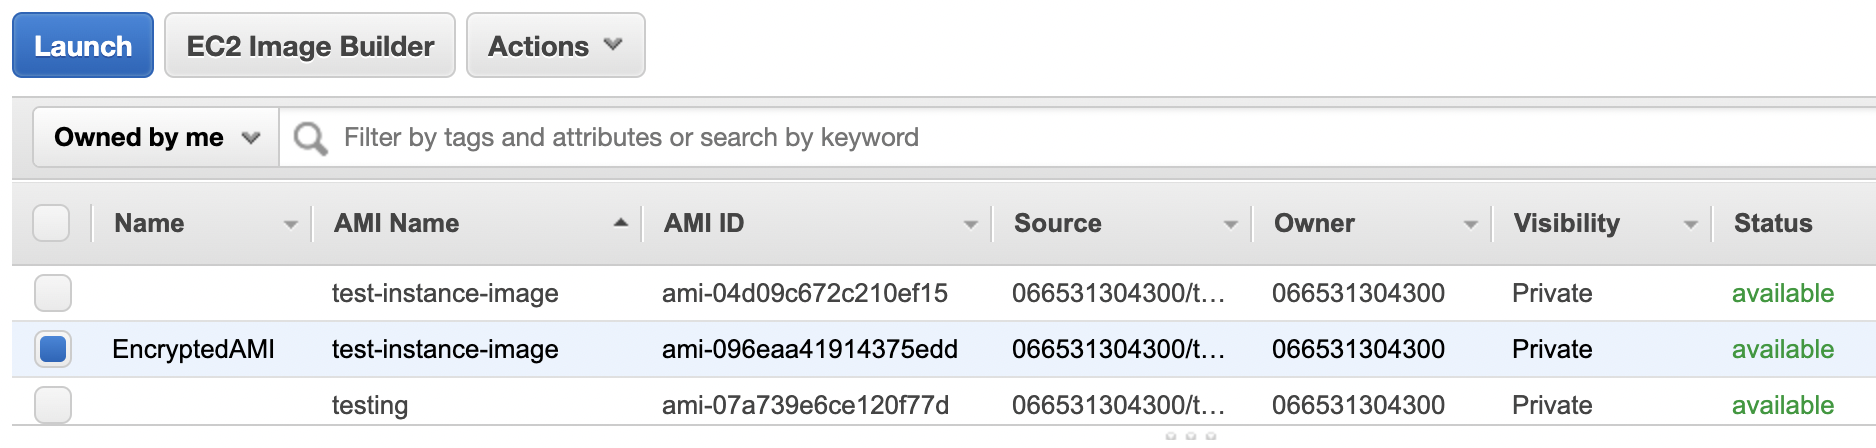 Launch EC2 Image Builder Actions
Owned by me Filter by tags and attributes or search by keyword
Name AMI Name AMI ID Source Owner Visibility Status
test-instance-image ami-04d09c672c210ef15 066531304300/t... 066531304300 Private available
EncryptedAMI test-instance-image ami-096eaa41914375edd 066531304300/t... 066531304300 Private available
testing ami-07a739e6ce120f77d 066531304300/t... 066531304300 Private available